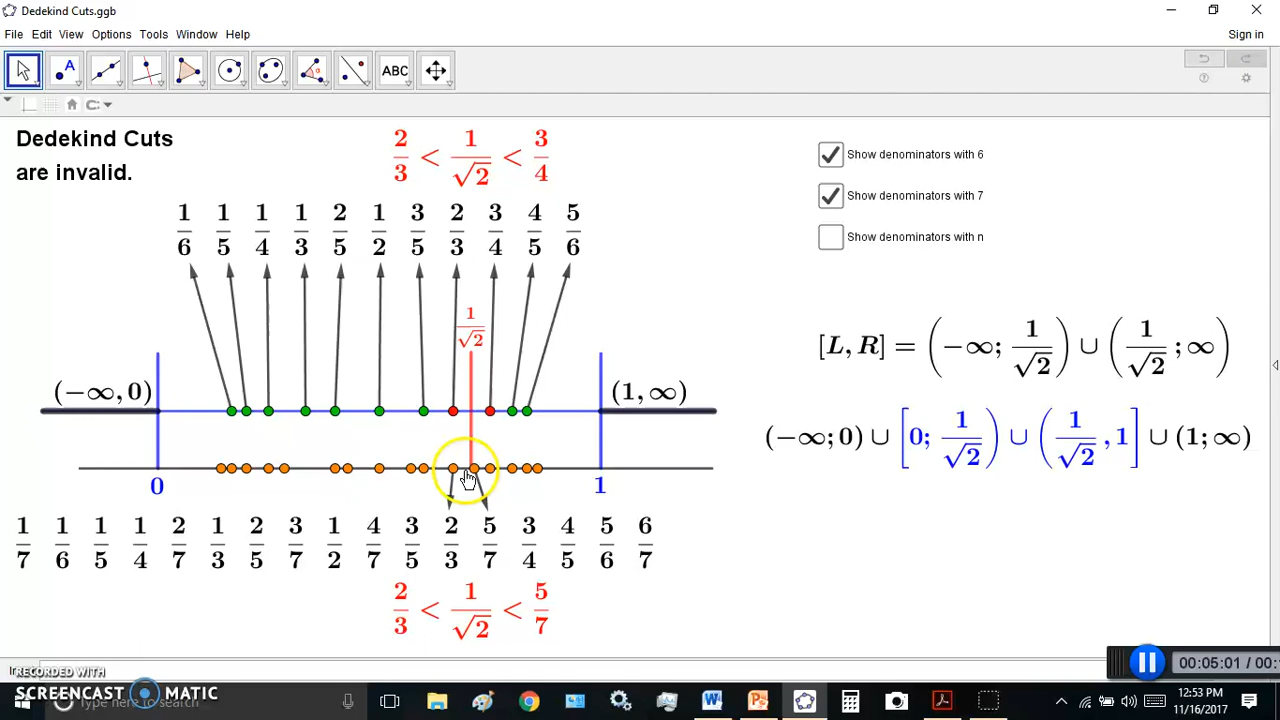 Dedekind Cuts.ggb
File Edit View Options Tools Window Help Sign in
ABC
Dedekind Cuts
are invalid.
2/3 < 1/√2 < 3/4
Show denominators with 6
Show denominators with 7
Show denominators with n
1/6 1/5 1/4 1/3 2/5 1/2 3/5 2/3 3/4 4/5 5/6
1/√2
[L, R] = (−∞; 1/√2) ∪ (1/√2 ; ∞)
(−∞, 0) (1, ∞)
(−∞; 0) ∪ [0; 1/√2) ∪ (1/√2 , 1] ∪ (1; ∞)
0 1
1/7 1/6 1/5 1/4 2/7 1/3 2/5 3/7 1/2 4/7 3/5 2/3 5/7 3/4 4/5 5/6 6/7
2/3 < 1/√2 < 5/7
00:05:01 / 00:
RECORDED WITH
SCREENCAST MATIC
Type here to search
12:53 PM
11/16/2017